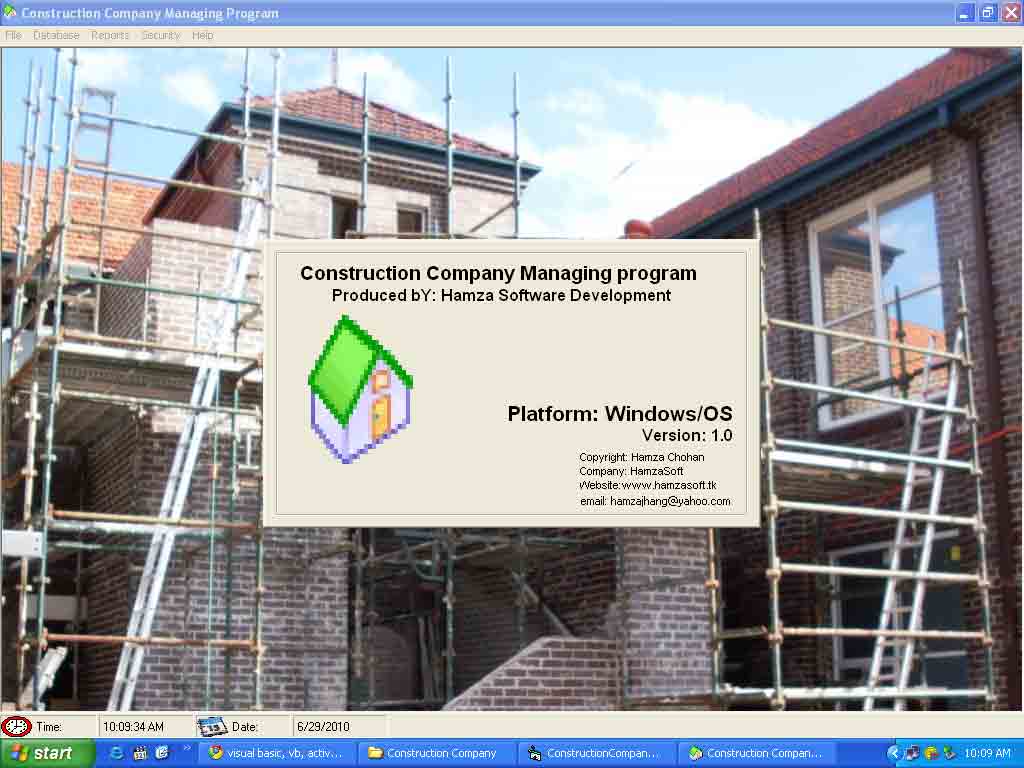 Construction Company Managing Program
File Database Reports Security Help
Construction Company Managing program
Produced bY: Hamza Software Development
Platform: Windows/OS
Version: 1.0
Copyright: Hamza Chohan
Company: HamzaSoft
Website:www.hamzasoft.tk
email: hamzajhang@yahoo.com
Time: 10:09:34 AM Date: 6/29/2010
start visual basic, vb, activ... Construction Company ConstructionCompan... Construction Compan... 10:09 AM